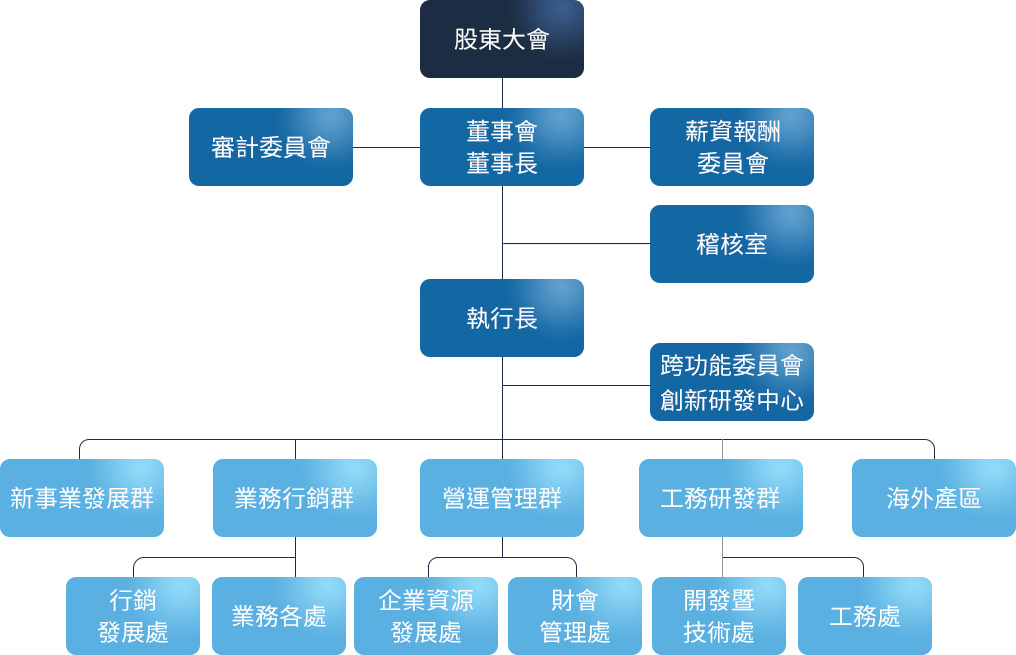 股東大會
審計委員會
董事會
董事長
薪資報酬
委員會
稽核室
執行長
跨功能委員會
創新研發中心
新事業發展群
業務行銷群
營運管理群
工務研發群
海外產區
行銷
發展處
業務各處
企業資源
發展處
財會
管理處
開發暨
技術處
工務處